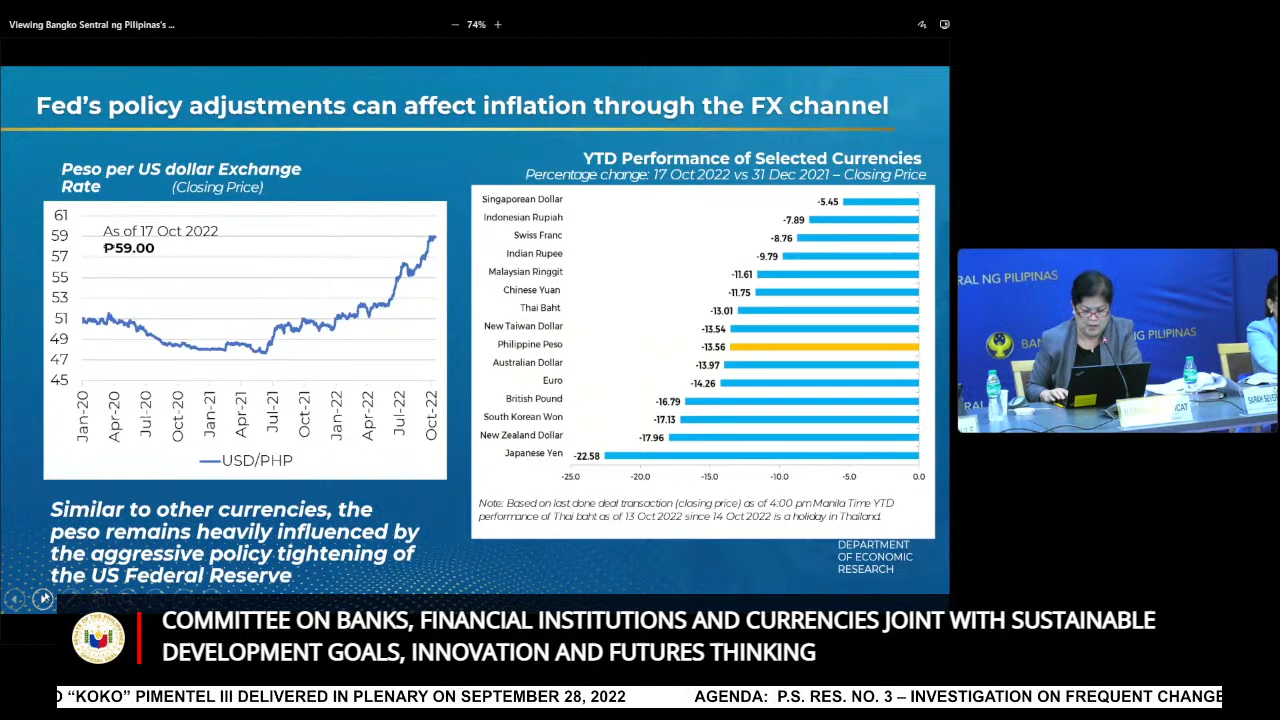 Viewing Bangko Sentral ng Pilipinas's ...
74%
Fed's policy adjustments can affect inflation through the FX channel
Peso per US dollar Exchange
Rate (Closing Price)
61
59
57
55
53
51
49
47
45
As of 17 Oct 2022
₱59.00
Jan-20
Apr-20
Jul-20
Oct-20
Jan-21
Apr-21
Jul-21
Oct-21
Jan-22
Apr-22
Jul-22
Oct-22
USD/PHP
Similar to other currencies, the
peso remains heavily influenced by
the aggressive policy tightening of
the US Federal Reserve
YTD Performance of Selected Currencies
Percentage change: 17 Oct 2022 vs 31 Dec 2021 – Closing Price
Singaporean Dollar -5.45
Indonesian Rupiah -7.89
Swiss Franc -8.76
Indian Rupee -9.79
Malaysian Ringgit -11.61
Chinese Yuan -11.75
Thai Baht -13.01
New Taiwan Dollar -13.54
Philippine Peso -13.56
Australian Dollar -13.97
Euro -14.26
British Pound -16.79
South Korean Won -17.13
New Zealand Dollar -17.96
Japanese Yen -22.58
-25.0 -20.0 -15.0 -10.0 -5.0 0.0
Note: Based on last done deal transaction (closing price) as of 4:00 pm Manila Time YTD
performance of Thai baht as of 13 Oct 2022 since 14 Oct 2022 is a holiday in Thailand.
DEPARTMENT
OF ECONOMIC
RESEARCH
RAL NG PILIPINAS
NG PILIPINAS
SARAH SEVER
COMMITTEE ON BANKS, FINANCIAL INSTITUTIONS AND CURRENCIES JOINT WITH SUSTAINABLE
DEVELOPMENT GOALS, INNOVATION AND FUTURES THINKING
O “KOKO” PIMENTEL III DELIVERED IN PLENARY ON SEPTEMBER 28, 2022 AGENDA: P.S. RES. NO. 3 – INVESTIGATION ON FREQUENT CHANGE